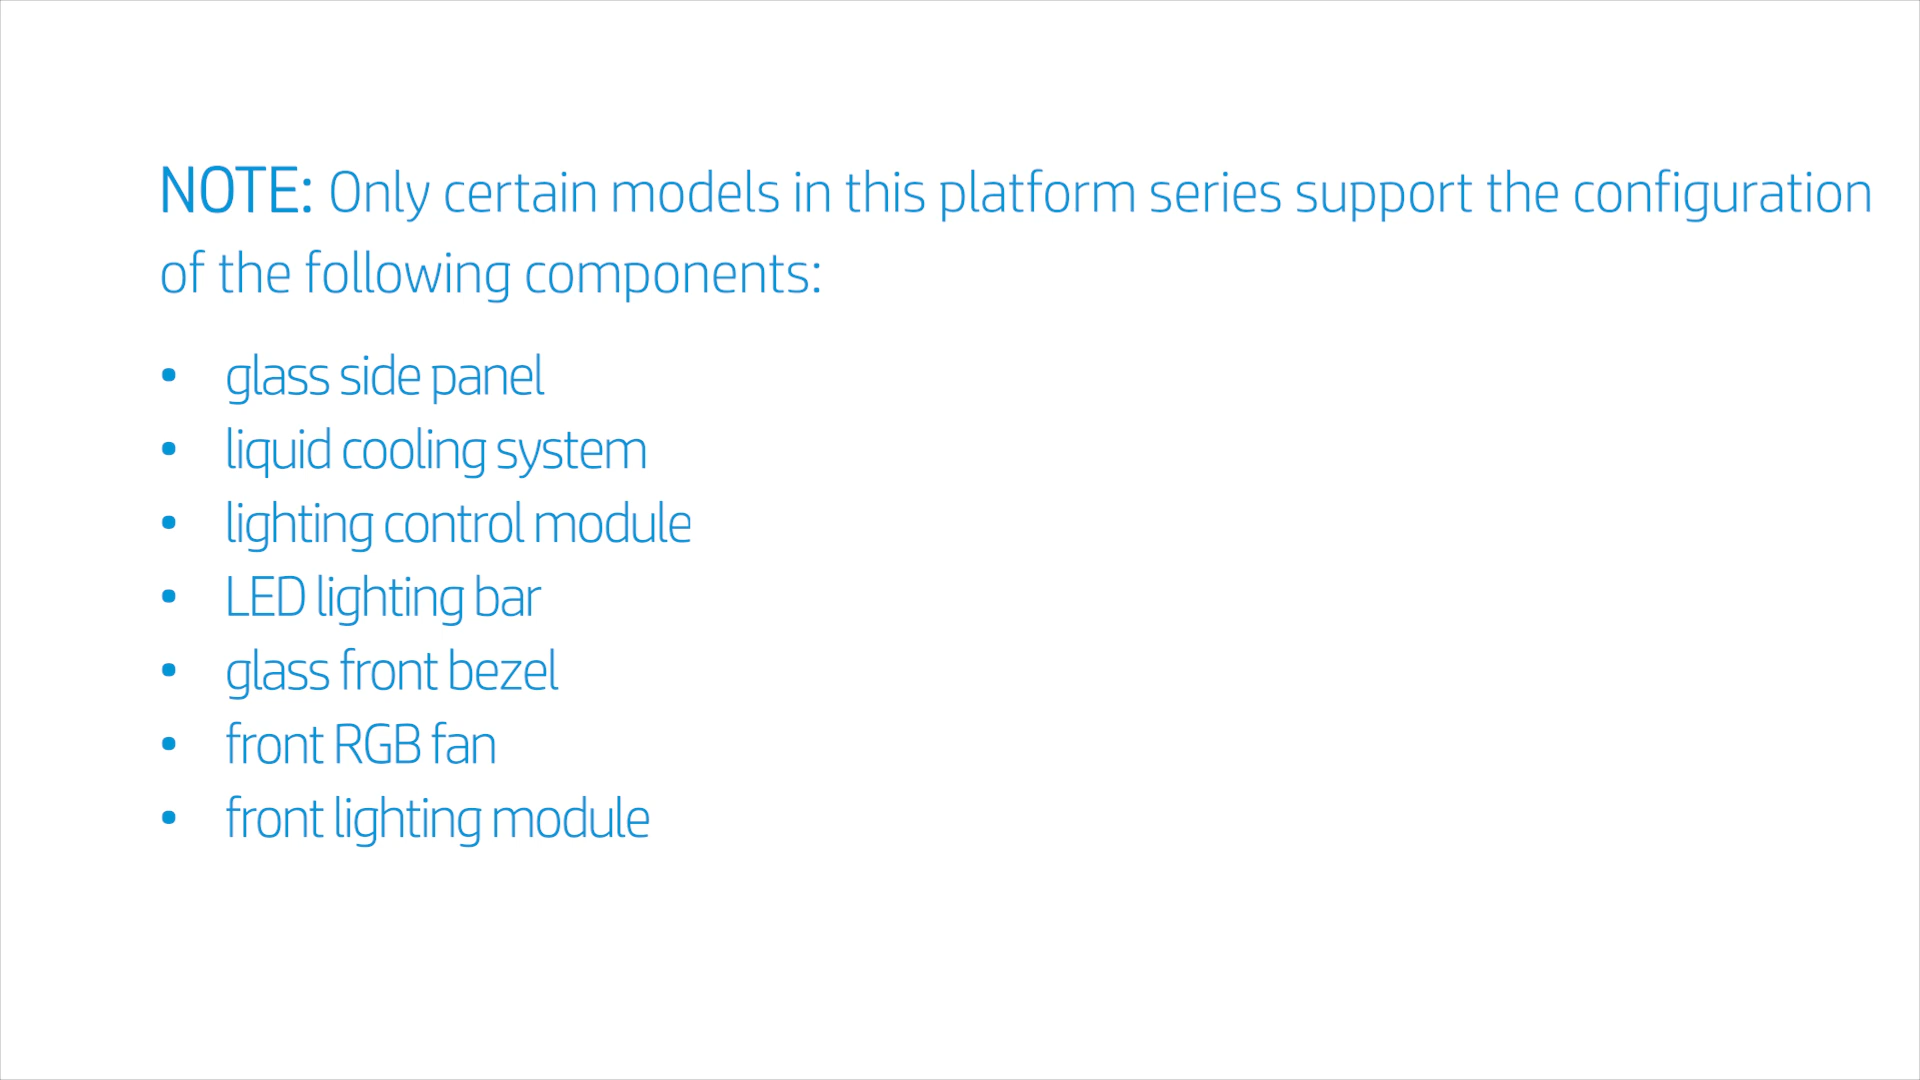 NOTE: Only certain models in this platform series support the configuration
of the following components:
• glass side panel
• liquid cooling system
• lighting control module
• LED lighting bar
• glass front bezel
• front RGB fan
• front lighting module